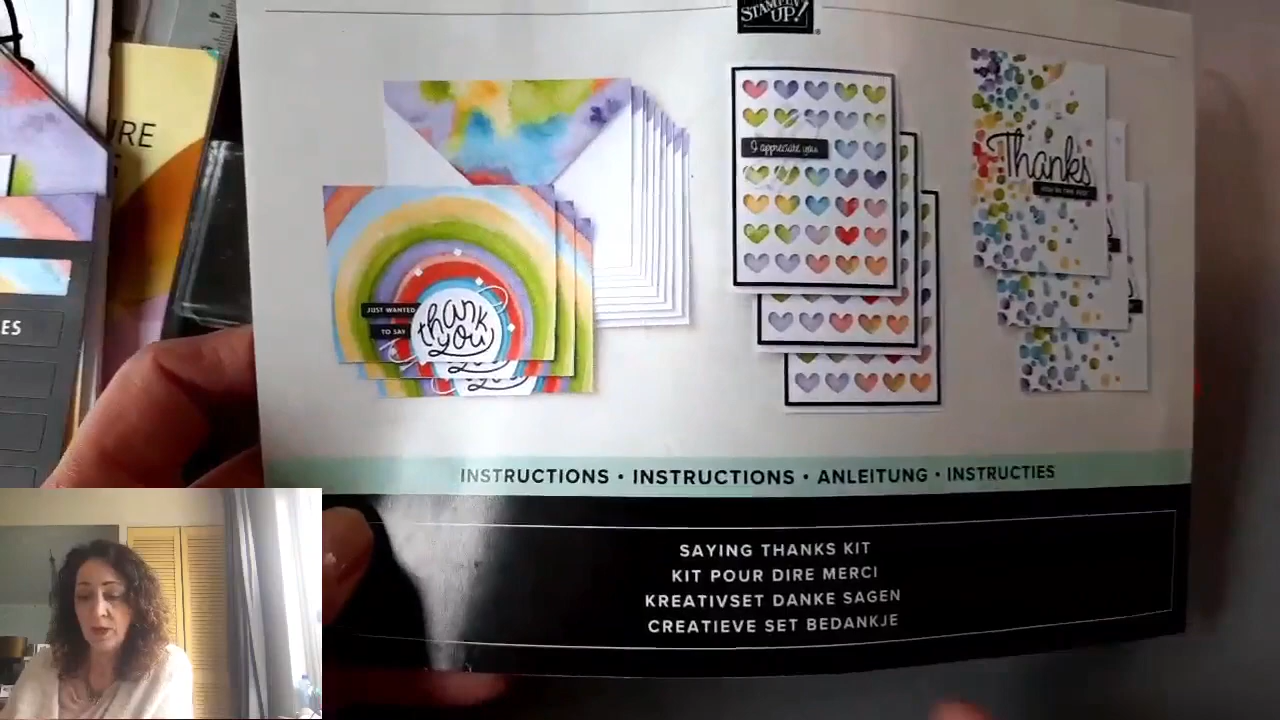 STAMPIN' UP!®
URE
I appreciate you
Thanks
JUST WANTED
TO SAY
thank
you
ES
INSTRUCTIONS • INSTRUCTIONS • ANLEITUNG • INSTRUCTIES
SAYING THANKS KIT
KIT POUR DIRE MERCI
KREATIVSET DANKE SAGEN
CREATIEVE SET BEDANKJE